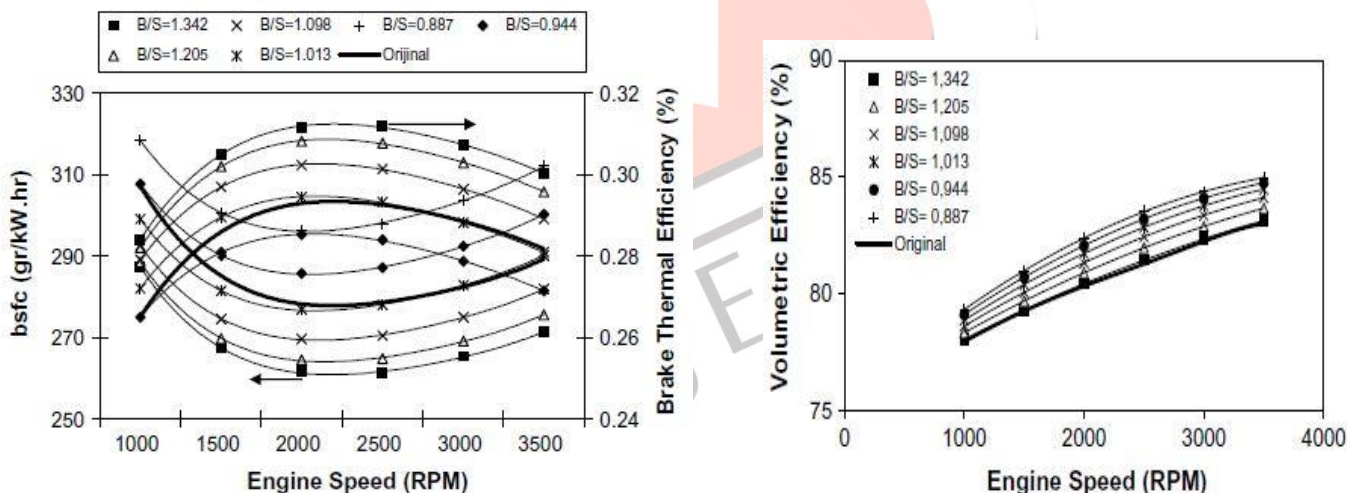 B/S=1.342 B/S=1.098 B/S=0.887 B/S=0.944
B/S=1.205 B/S=1.013 Orijinal
330
310
290
270
250
bsfc (gr/kW.hr)
0.32
0.30
0.28
0.26
0.24
Brake Thermal Efficiency (%)
1000 1500 2000 2500 3000 3500
Engine Speed (RPM)
90
85
80
75
Volumetric Efficiency (%)
B/S= 1,342
B/S= 1,205
B/S= 1,098
B/S= 1,013
B/S= 0,944
B/S= 0,887
Original
0 1000 2000 3000 4000
Engine Speed (RPM)
E